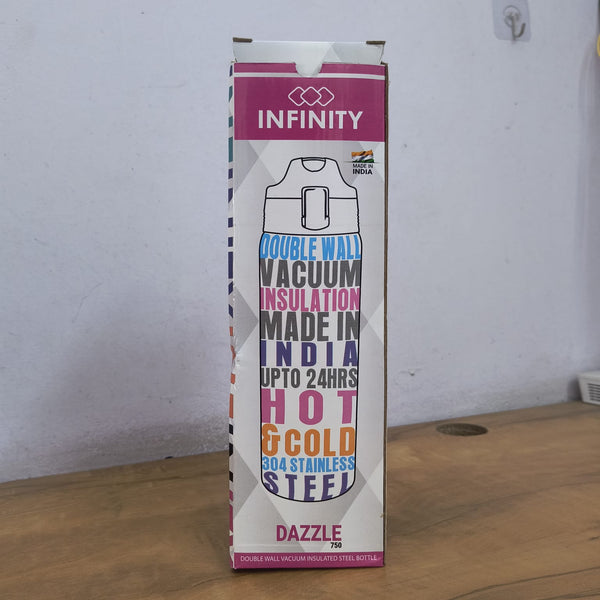 INFINITY
MADE IN
INDIA
DOUBLE WALL
VACUUM
INSULATION
MADE IN
INDIA
UPTO 24HRS
HOT
& COLD
304 STAINLESS
STEEL
DAZZLE
750
DOUBLE WALL VACUUM INSULATED STEEL BOTTLE